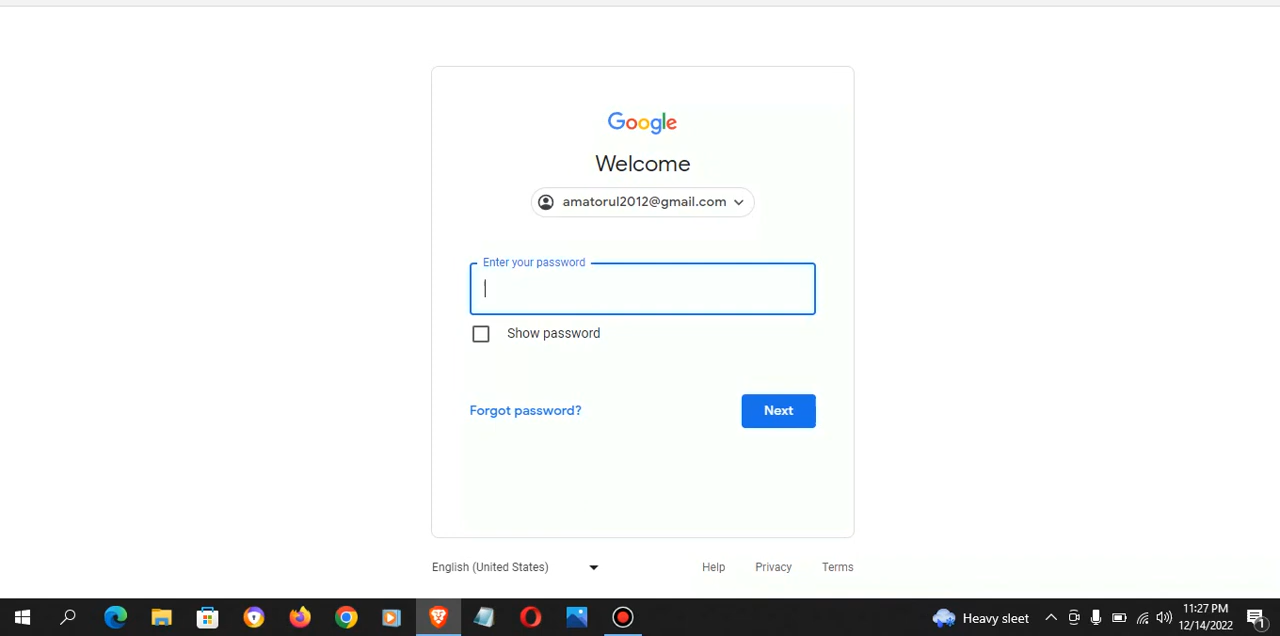 Google
Welcome
amatorul2012@gmail.com
Enter your password
Show password
Forgot password?
Next
English (United States)
Help
Privacy
Terms
Heavy sleet
11:27 PM
12/14/2022
1